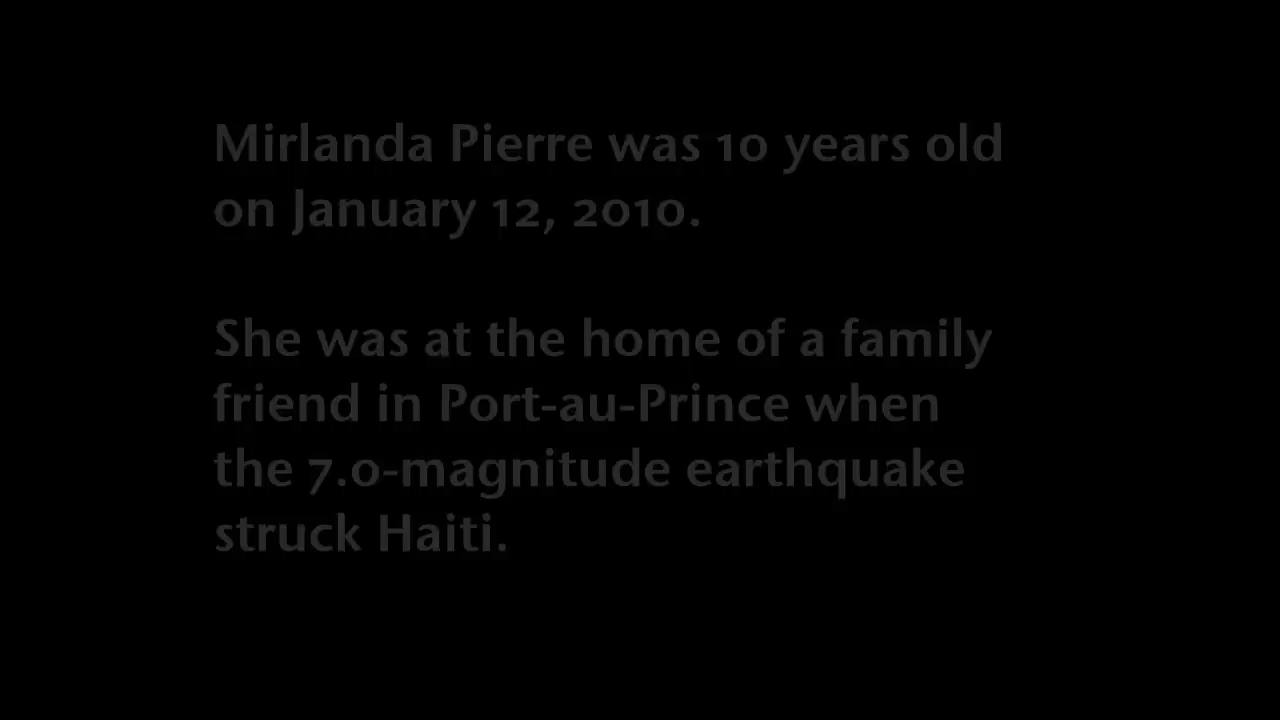 Mirlanda Pierre was 10 years old
on January 12, 2010.
She was at the home of a family
friend in Port-au-Prince when
the 7.0-magnitude earthquake
struck Haiti.